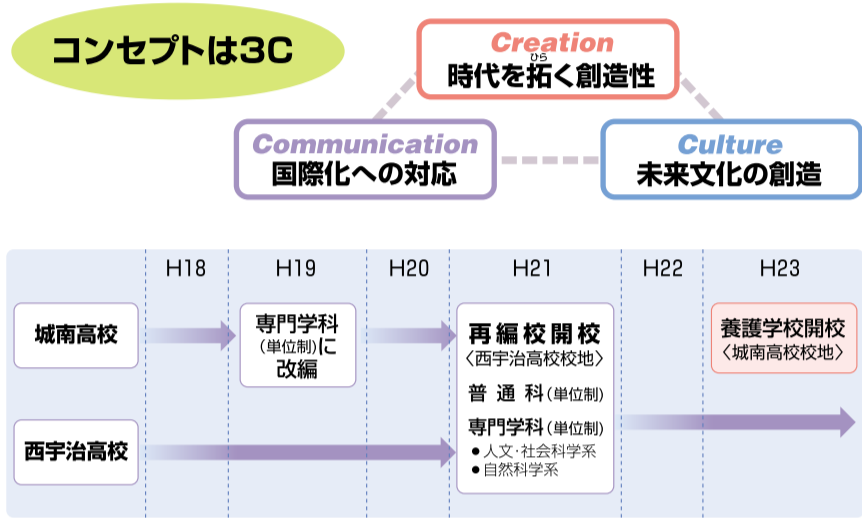 コンセプトは3C
Creation
時代を拓く創造性
ひら
Communication
国際化への対応
Culture
未来文化の創造
H18
H19
H20
H21
H22
H23
城南高校
専門学科
(単位制)に
改編
再編校開校
〈西宇治高校校地〉
普通科(単位制)
専門学科(単位制)
●人文・社会科学系
●自然科学系
養護学校開校
〈城南高校校地〉
西宇治高校